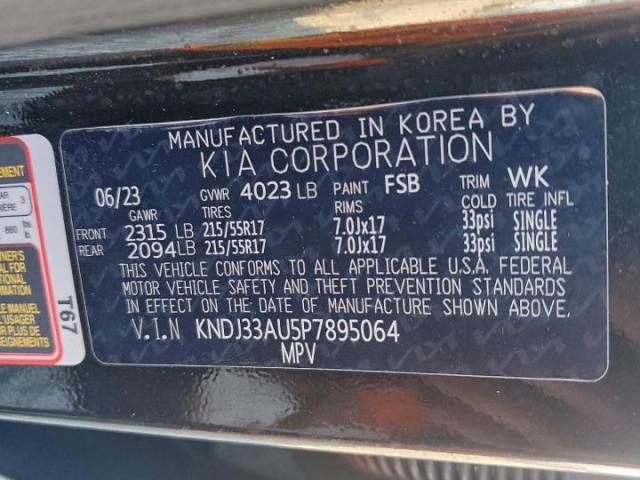 MANUFACTURED IN KOREA BY
KIA CORPORATION
06/23 GVWR 4023 LB PAINT FSB TRIM WK
GAWR TIRES RIMS COLD TIRE INFL
FRONT 2315 LB 215/55R17 7.0Jx17 33psi SINGLE
REAR 2094 LB 215/55R17 7.0Jx17 33psi SINGLE
THIS VEHICLE CONFORMS TO ALL APPLICABLE U.S.A. FEDERAL
MOTOR VEHICLE SAFETY AND THEFT PREVENTION STANDARDS
IN EFFECT ON THE DATE OF MANUFACTURE SHOWN ABOVE.
V.I.N KNDJ33AU5P7895064
MPV
T67
3
860 lbs.